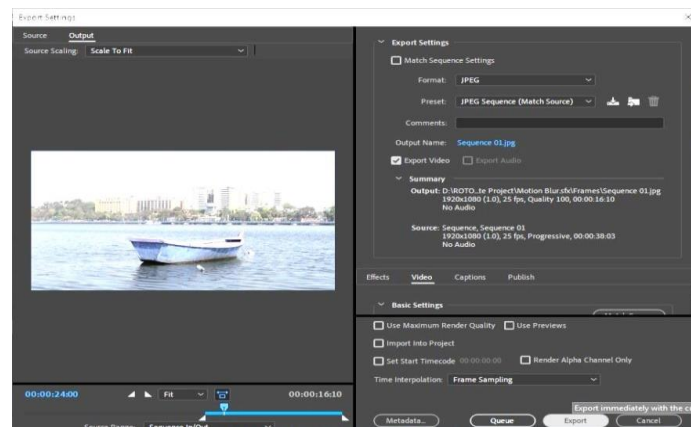 Export Settings
Source Output
Source Scaling: Scale To Fit
00:00:24:00 Fit 00:00:16:10
Source Range: Sequence In/Out
Export Settings
Match Sequence Settings
Format: JPEG
Preset: JPEG Sequence (Match Source)
Comments:
Output Name: Sequence 01.jpg
Export Video Export Audio
Summary
Output: D:\ROTO...te Project\Motion Blur.sfx\Frames\Sequence 01.jpg
1920x1080 (1.0), 25 fps, Quality 100, 00:00:16:10
No Audio
Source: Sequence, Sequence 01
1920x1080 (1.0), 25 fps, Progressive, 00:00:38:03
No Audio
Effects Video Captions Publish
Basic Settings
Use Maximum Render Quality Use Previews
Import Into Project
Set Start Timecode 00:00:00:00 Render Alpha Channel Only
Time Interpolation: Frame Sampling
Export immediately with the
Metadata... Queue Export Cancel